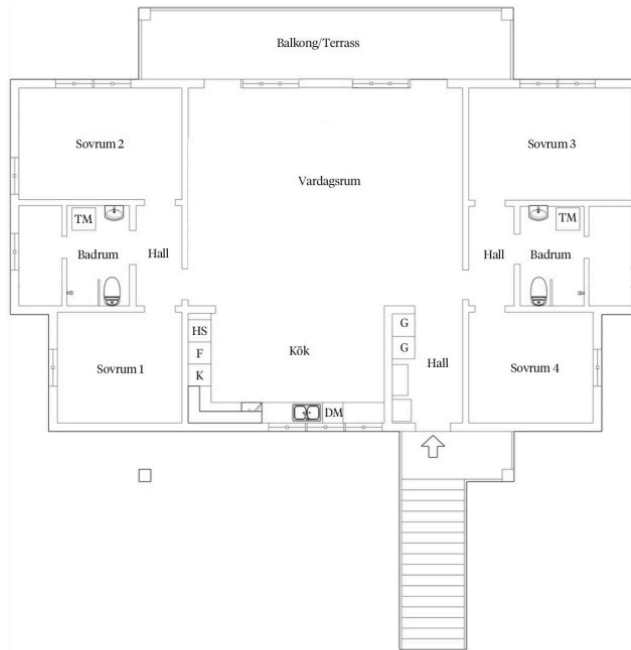 Balkong/Terrass
Sovrum 2
Sovrum 3
Vardagsrum
TM
TM
Badrum
Hall
Hall
Badrum
HS
F
K
Kök
G
G
Sovrum 1
Hall
Sovrum 4
DM